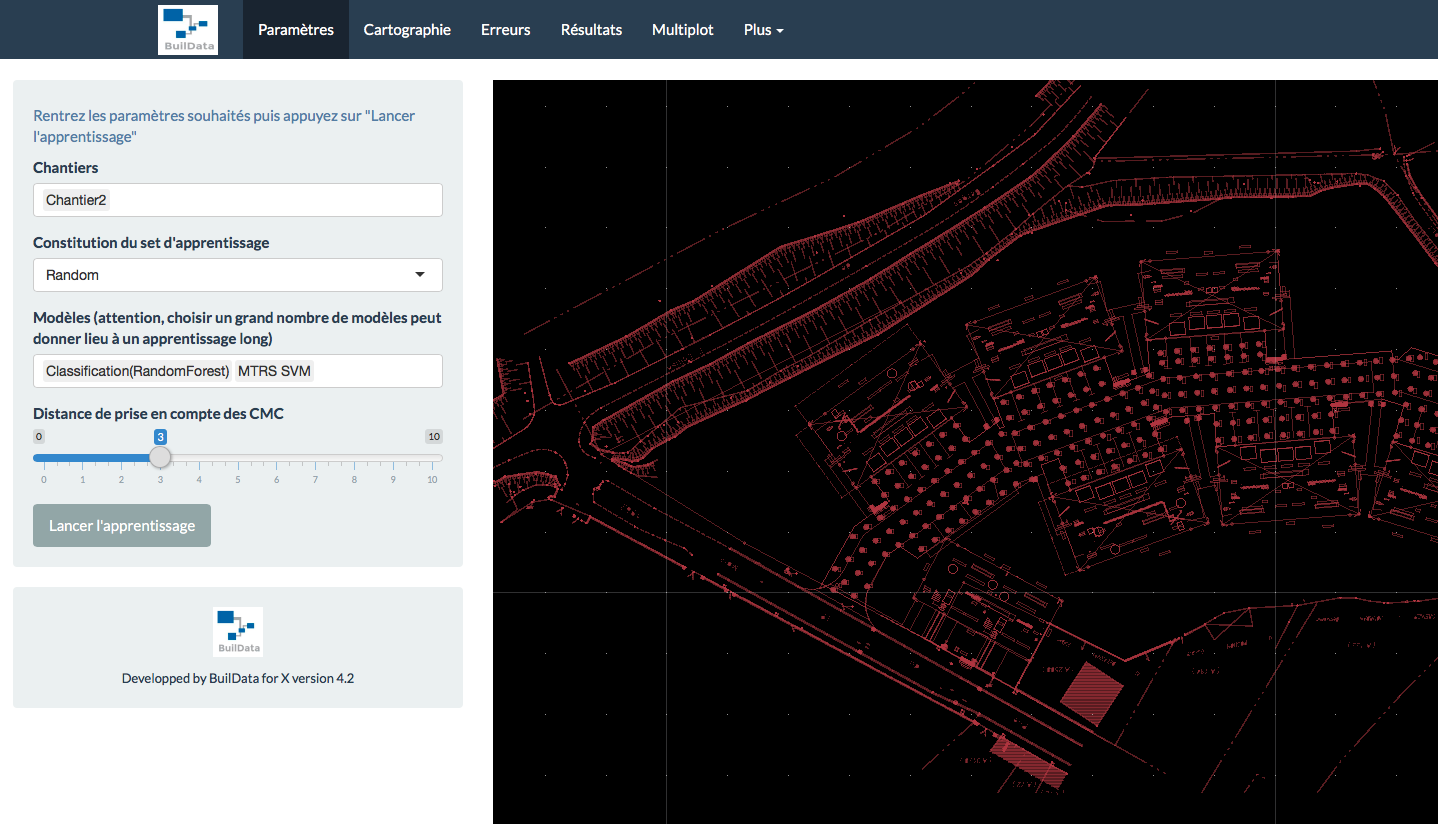 BuilData
Paramètres
Cartographie
Erreurs
Résultats
Multiplot
Plus
Rentrez les paramètres souhaités puis appuyez sur "Lancer
l'apprentissage"
Chantiers
Chantier2
Constitution du set d'apprentissage
Random
Modèles (attention, choisir un grand nombre de modèles peut
donner lieu à un apprentissage long)
Classification(RandomForest) MTRS SVM
Distance de prise en compte des CMC
0 3 10
0 1 2 3 4 5 6 7 8 9 10
Lancer l'apprentissage
BuilData
Developped by BuilData for X version 4.2